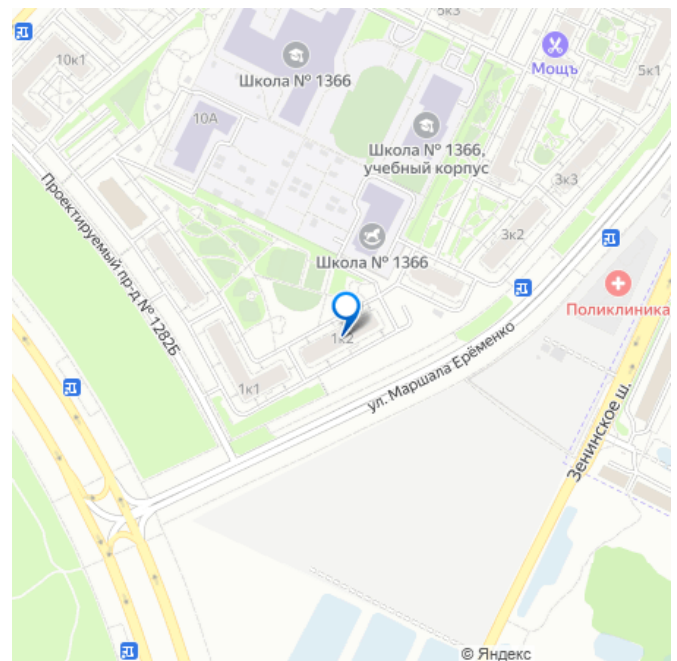 5к3
10к1
Мощъ
5к1
Школа № 1366
10А
Школа № 1366,
учебный корпус
3к3
Проектируемый пр-д № 1282Б
3к2
Школа № 1366
Поликлиника
1к2
ул. Маршала Ерёменко
1к1
Зенинское ш.
© Яндекс